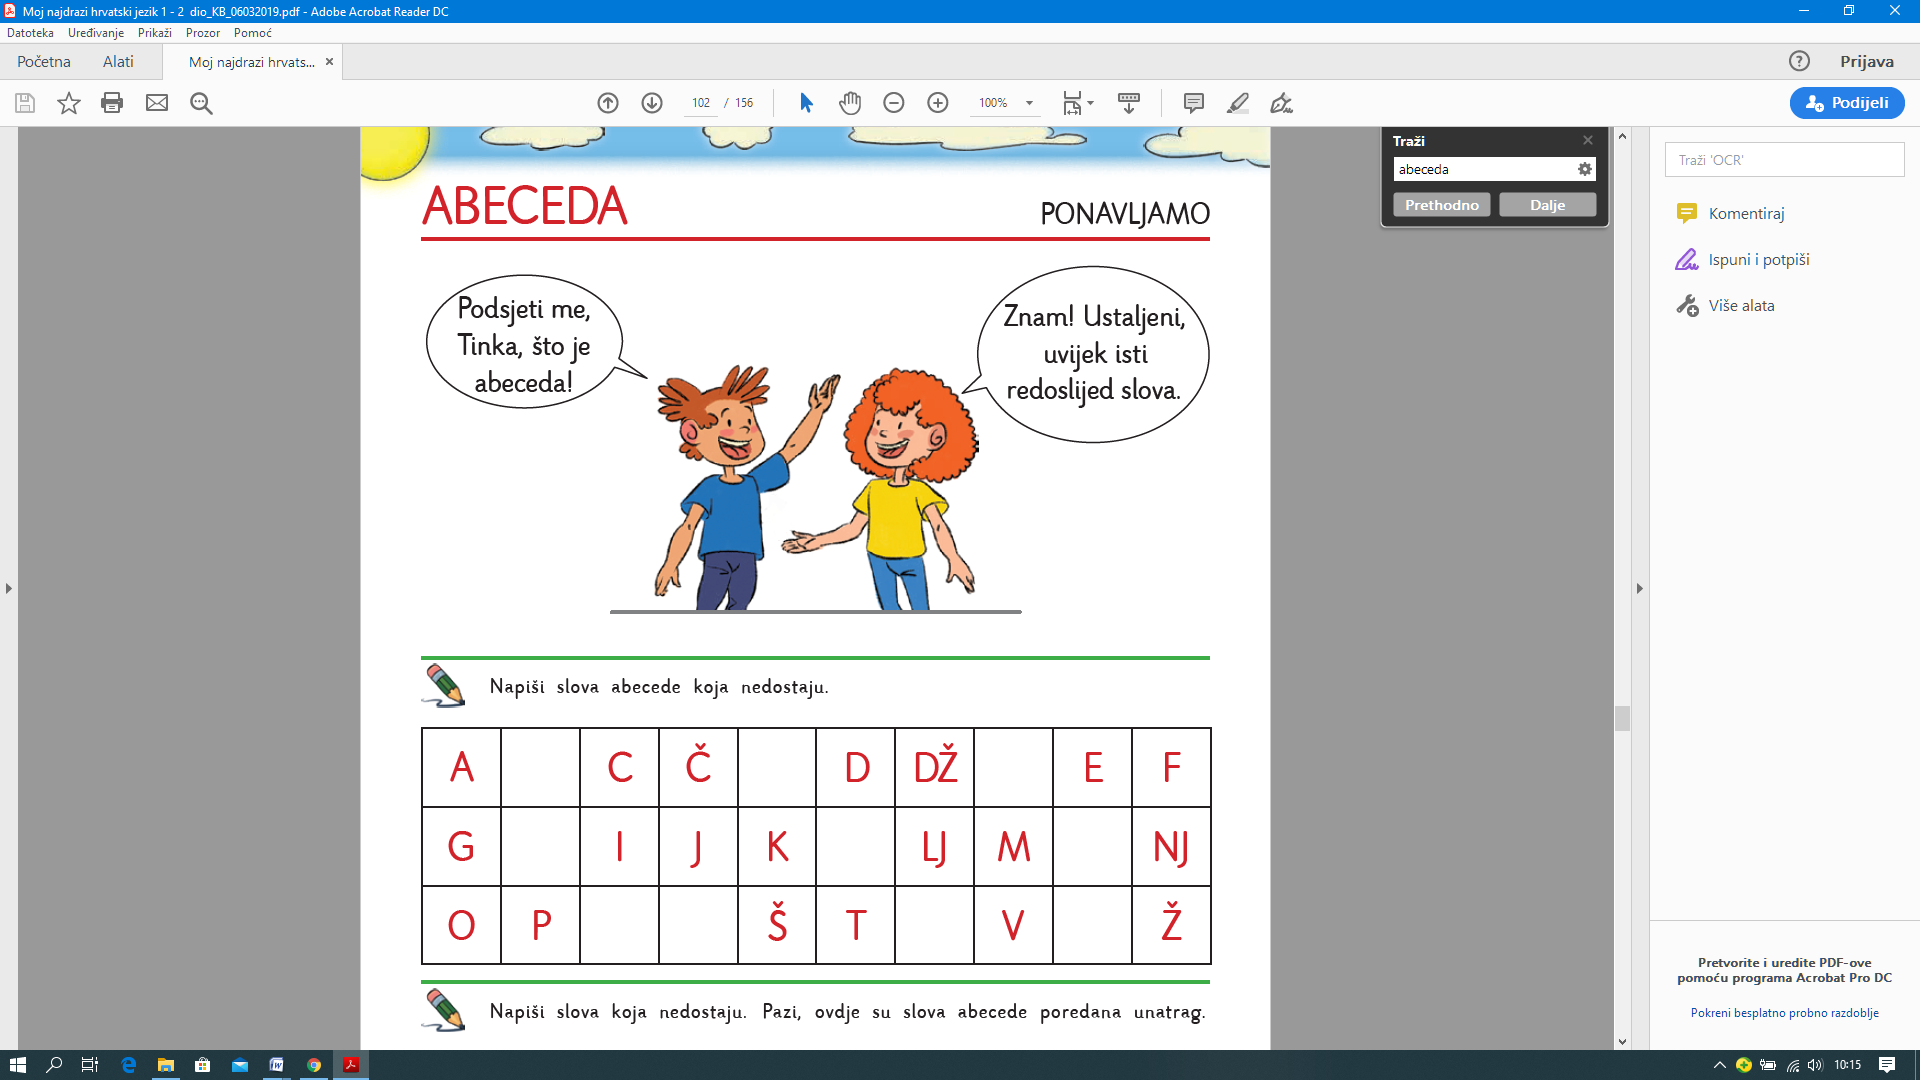 Moj najdrazi hrvatski jezik 1 - 2 dio_KB_06032019.pdf - Adobe Acrobat Reader DC
Datoteka Uređivanje Prikaži Prozor Pomoć
Početna Alati Moj najdrazi hrvats... × Prijava
102 / 156 100% Podijeli
Traži
abeceda
Prethodno Dalje
Traži 'OCR'
Komentiraj
Ispuni i potpiši
Više alata
ABECEDA PONAVLJAMO
Podsjeti me,
Tinka, što je
abeceda!
Znam! Ustaljeni,
uvijek isti
redoslijed slova.
Napiši slova abecede koja nedostaju.
A C Č D DŽ E F
G I J K LJ M NJ
O P Š T V Ž
Napiši slova koja nedostaju. Pazi, ovdje su slova abecede poredana unatrag.
Pretvorite i uredite PDF-ove
pomoću programa Acrobat Pro DC
Pokreni besplatno probno razdoblje
10:15